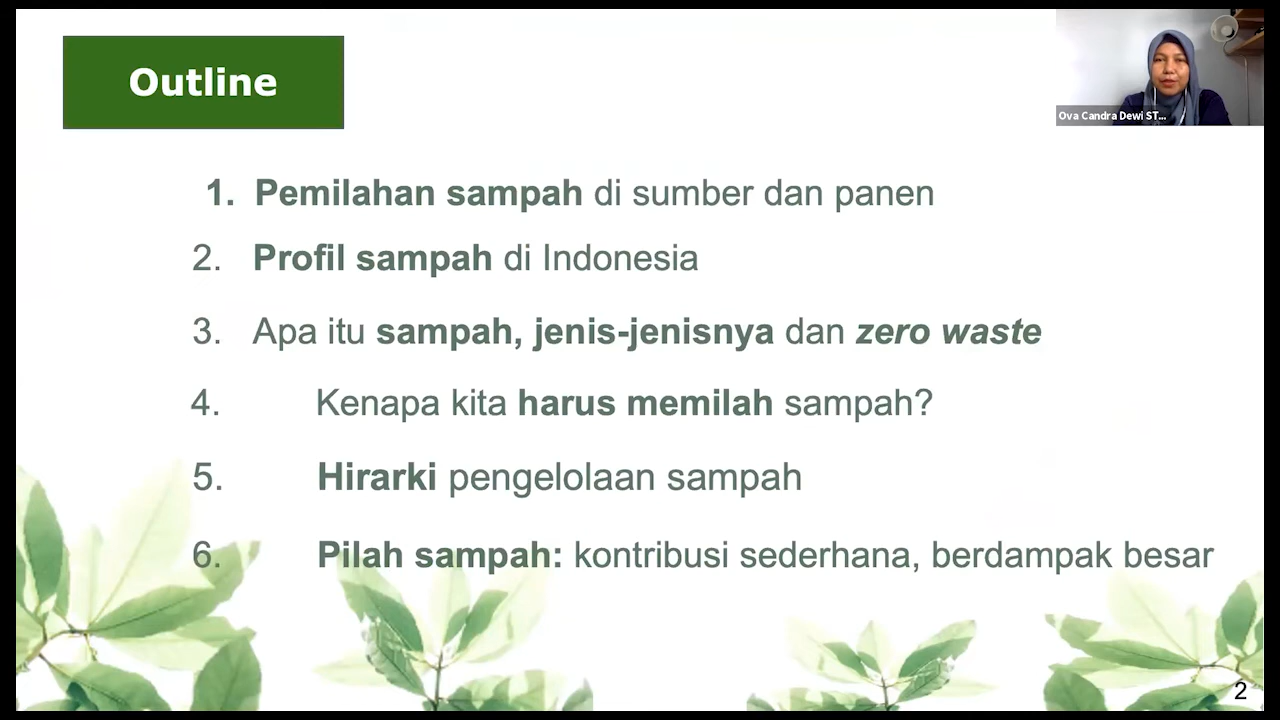 Outline
Ova Candra Dewi ST...
1. Pemilahan sampah di sumber dan panen
2. Profil sampah di Indonesia
3. Apa itu sampah, jenis-jenisnya dan zero waste
4. Kenapa kita harus memilah sampah?
5. Hirarki pengelolaan sampah
6. Pilah sampah: kontribusi sederhana, berdampak besar
2